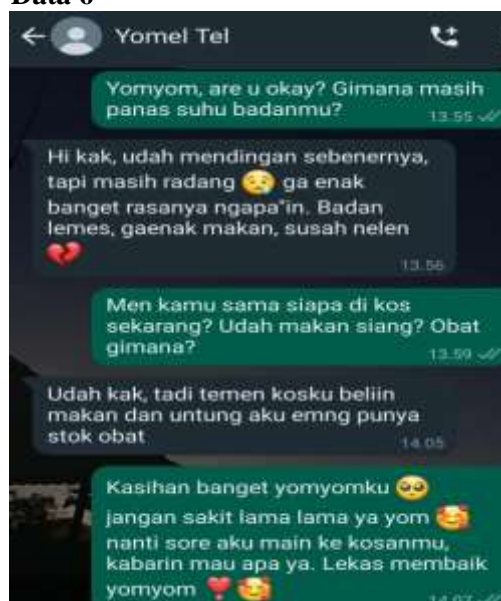 Yomel Tel
Yomyom, are u okay? Gimana masih
panas suhu badanmu?
13.55
Hi kak, udah mendingan sebenernya,
tapi masih radang 😢 ga enak
banget rasanya ngapa"in. Badan
lemes, gaenak makan, susah nelen
💔
13.56
Men kamu sama siapa di kos
sekarang? Udah makan siang? Obat
gimana?
13.59
Udah kak, tadi temen kosku beliin
makan dan untung aku emng punya
stok obat
14.05
Kasihan banget yomyomku 🥺
jangan sakit lama lama ya yom 🥰
nanti sore aku main ke kosanmu,
kabarin mau apa ya. Lekas membaik
yomyom ❣️🥰
14.07